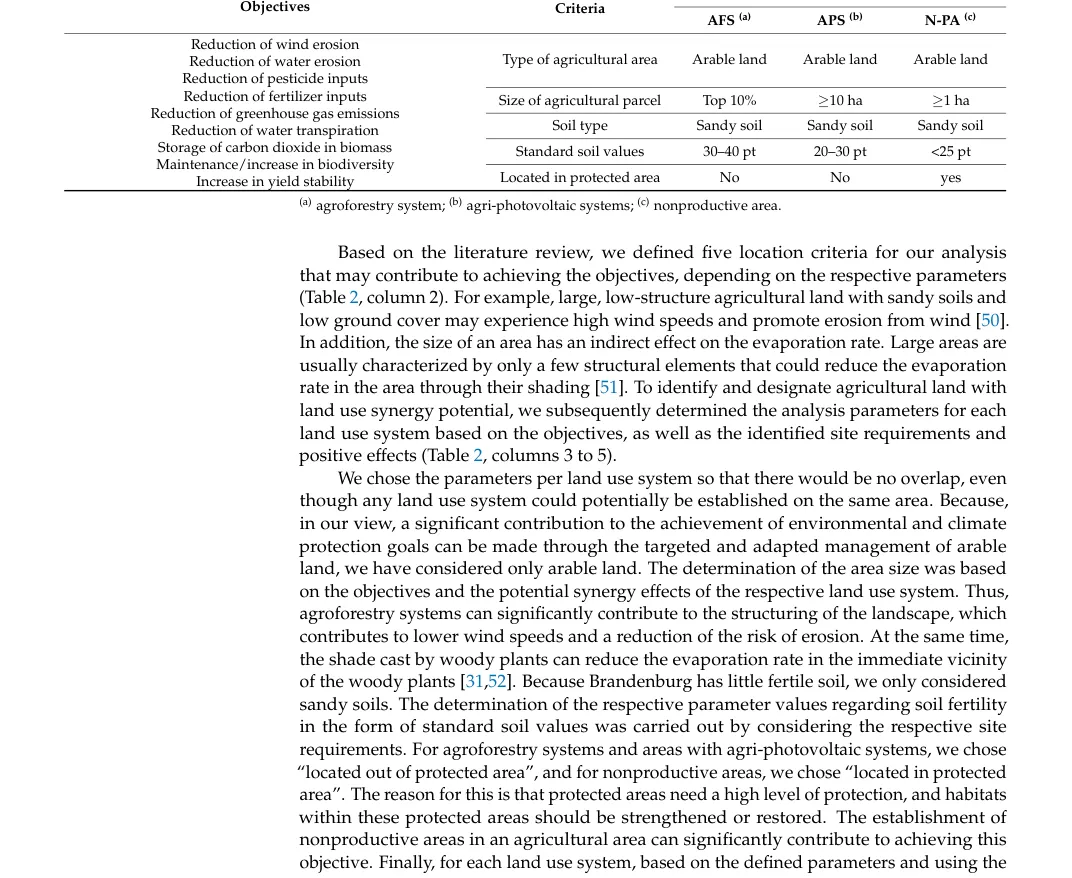 Objectives Criteria
AFS (a) APS (b) N-PA (c)
Reduction of wind erosion
Reduction of water erosion
Reduction of pesticide inputs
Reduction of fertilizer inputs
Reduction of greenhouse gas emissions
Reduction of water transpiration
Storage of carbon dioxide in biomass
Maintenance/increase in biodiversity
Increase in yield stability
Type of agricultural area Arable land Arable land Arable land
Size of agricultural parcel Top 10% ≥10 ha ≥1 ha
Soil type Sandy soil Sandy soil Sandy soil
Standard soil values 30–40 pt 20–30 pt <25 pt
Located in protected area No No yes
(a) agroforestry system; (b) agri-photovoltaic systems; (c) nonproductive area.
Based on the literature review, we defined five location criteria for our analysis
that may contribute to achieving the objectives, depending on the respective parameters
(Table 2, column 2). For example, large, low-structure agricultural land with sandy soils and
low ground cover may experience high wind speeds and promote erosion from wind [50].
In addition, the size of an area has an indirect effect on the evaporation rate. Large areas are
usually characterized by only a few structural elements that could reduce the evaporation
rate in the area through their shading [51]. To identify and designate agricultural land with
land use synergy potential, we subsequently determined the analysis parameters for each
land use system based on the objectives, as well as the identified site requirements and
positive effects (Table 2, columns 3 to 5).
We chose the parameters per land use system so that there would be no overlap, even
though any land use system could potentially be established on the same area. Because,
in our view, a significant contribution to the achievement of environmental and climate
protection goals can be made through the targeted and adapted management of arable
land, we have considered only arable land. The determination of the area size was based
on the objectives and the potential synergy effects of the respective land use system. Thus,
agroforestry systems can significantly contribute to the structuring of the landscape, which
contributes to lower wind speeds and a reduction of the risk of erosion. At the same time,
the shade cast by woody plants can reduce the evaporation rate in the immediate vicinity
of the woody plants [31,52]. Because Brandenburg has little fertile soil, we only considered
sandy soils. The determination of the respective parameter values regarding soil fertility
in the form of standard soil values was carried out by considering the respective site
requirements. For agroforestry systems and areas with agri-photovoltaic systems, we chose
“located out of protected area”, and for nonproductive areas, we chose “located in protected
area”. The reason for this is that protected areas need a high level of protection, and habitats
within these protected areas should be strengthened or restored. The establishment of
nonproductive areas in an agricultural area can significantly contribute to achieving this
objective. Finally, for each land use system, based on the defined parameters and using the